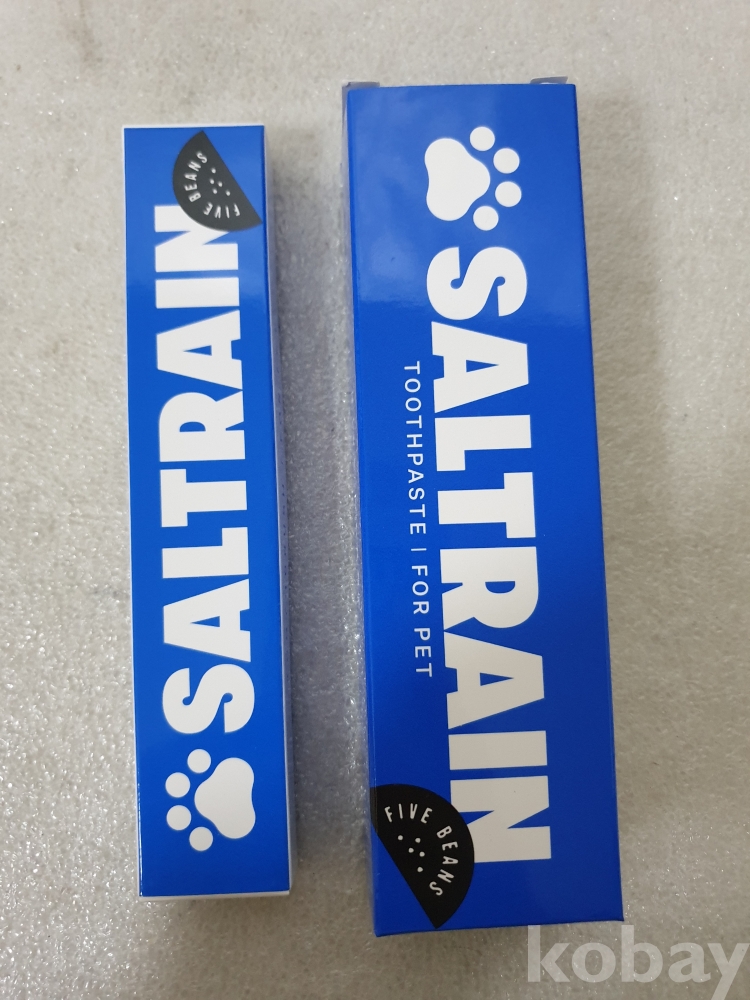 FIVE BEANS
SALTRAIN
SALTRAIN
TOOTHPASTE | FOR PET
FIVE BEANS
kobay